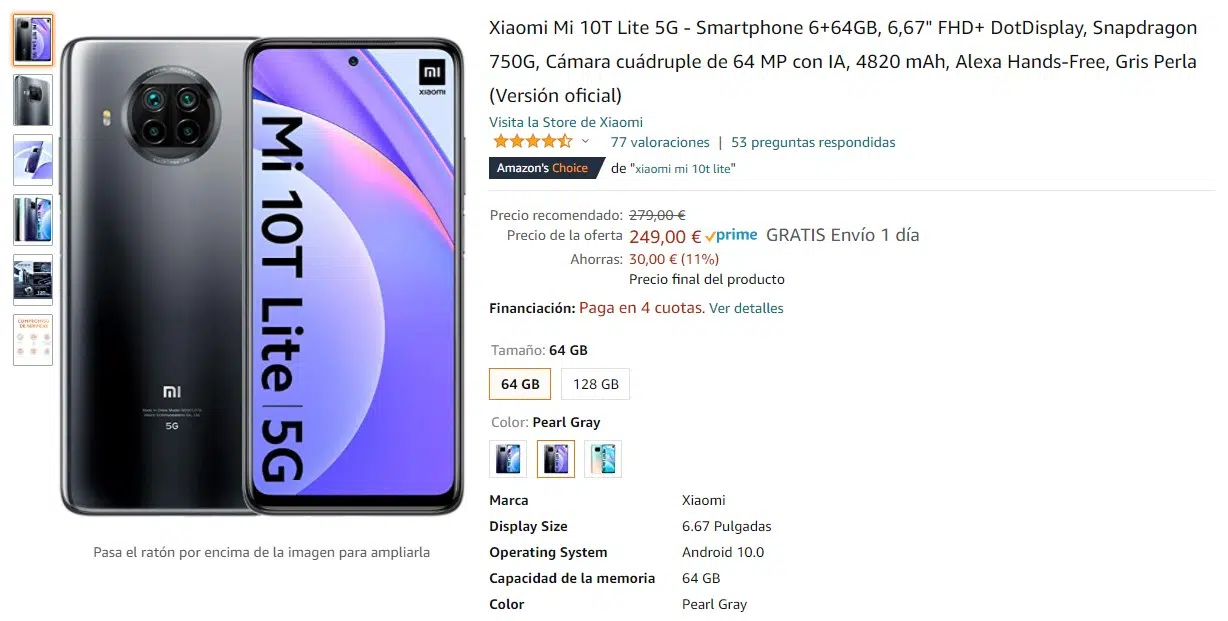 Xiaomi Mi 10T Lite 5G - Smartphone 6+64GB, 6,67" FHD+ DotDisplay, Snapdragon
750G, Cámara cuádruple de 64 MP con IA, 4820 mAh, Alexa Hands-Free, Gris Perla
(Versión oficial)
Visita la Store de Xiaomi
77 valoraciones | 53 preguntas respondidas
Amazon's Choice de "xiaomi mi 10t lite"
Precio recomendado: 279,00 €
Precio de la oferta 249,00 € prime GRATIS Envío 1 día
Ahorras: 30,00 € (11%)
Precio final del producto
Financiación: Paga en 4 cuotas. Ver detalles
Tamaño: 64 GB
64 GB 128 GB
Color: Pearl Gray
Marca Xiaomi
Display Size 6.67 Pulgadas
Operating System Android 10.0
Capacidad de la memoria 64 GB
Color Pearl Gray
mi
xiaomi
Mi 10T Lite | 5G
mi
5G
Pasa el ratón por encima de la imagen para ampliarla
COMPROMISO
DE SERVICIOS